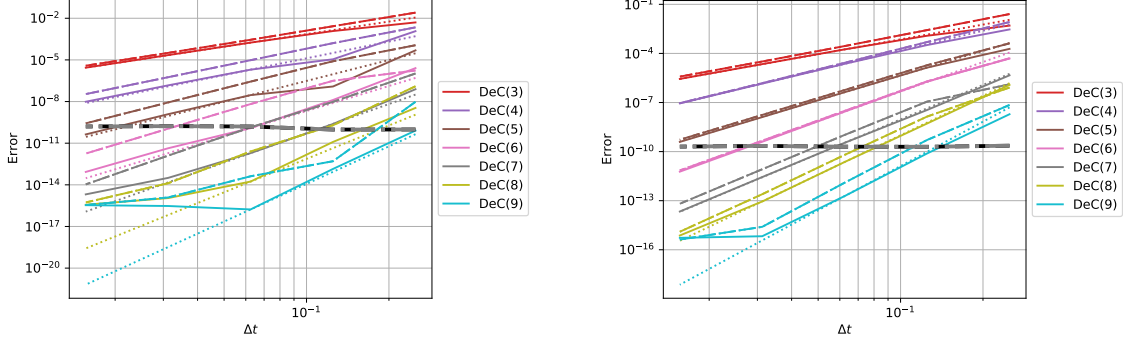 10⁻²
10⁻⁵
10⁻⁸
10⁻¹¹
10⁻¹⁴
10⁻¹⁷
10⁻²⁰
Error
10⁻¹
Δt
DeC(3)
DeC(4)
DeC(5)
DeC(6)
DeC(7)
DeC(8)
DeC(9)
10⁻¹
10⁻⁴
10⁻⁷
10⁻¹⁰
10⁻¹³
10⁻¹⁶
Error
10⁻¹
Δt
DeC(3)
DeC(4)
DeC(5)
DeC(6)
DeC(7)
DeC(8)
DeC(9)